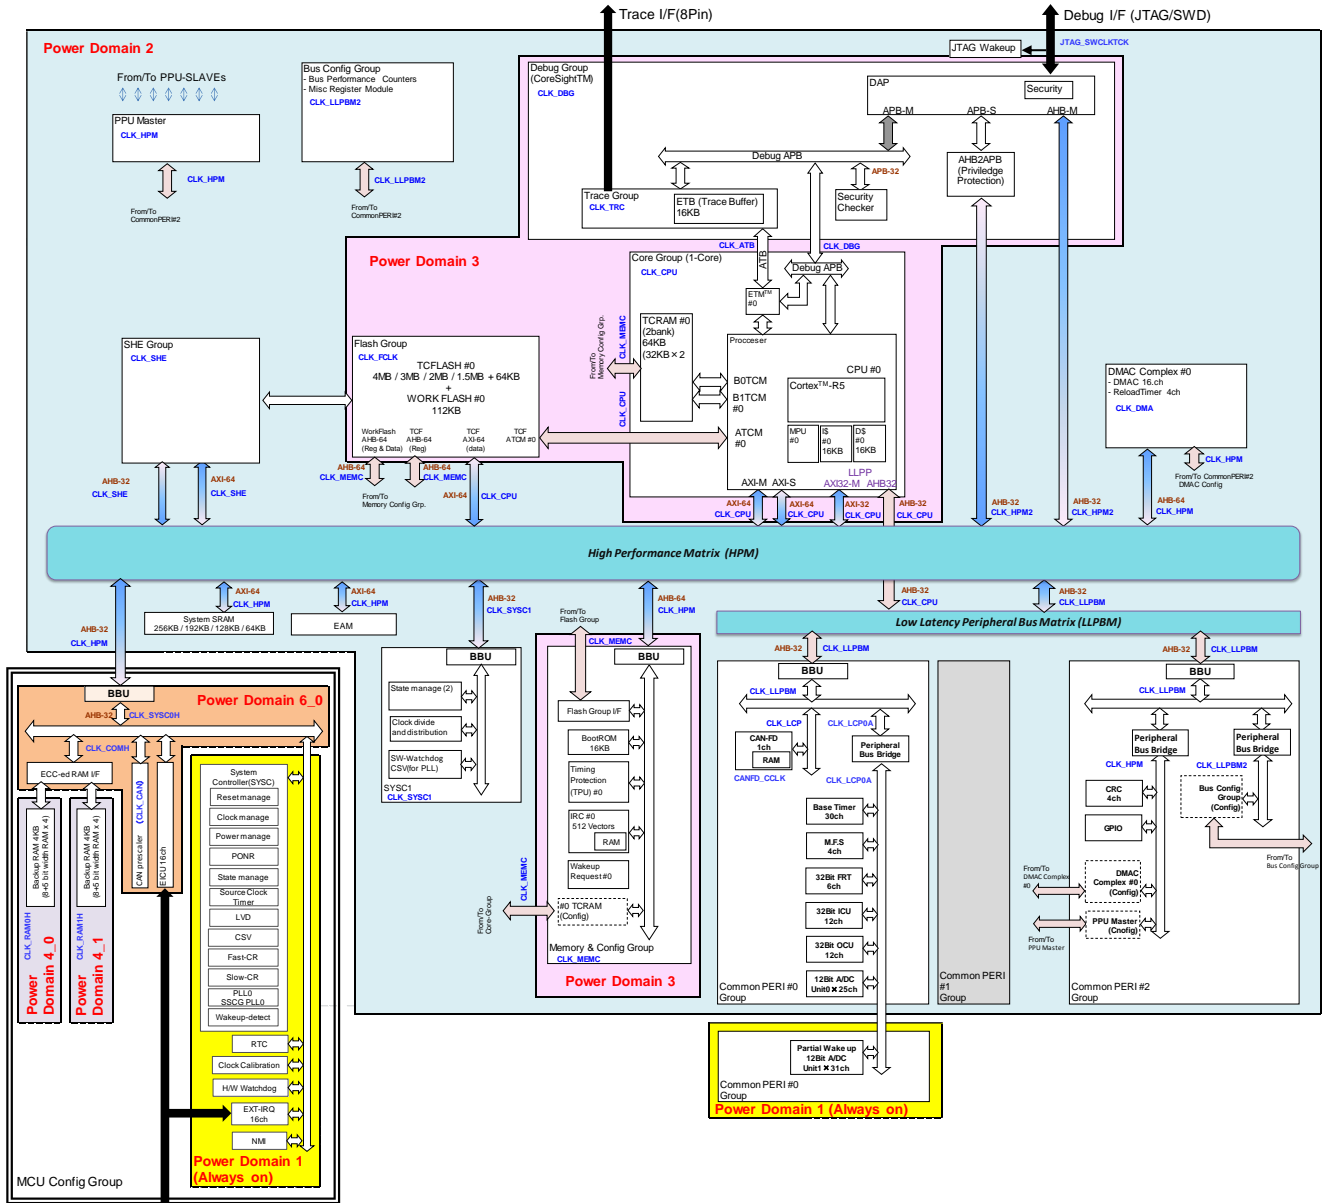 Trace I/F(8Pin)
Debug I/F (JTAG/SWD)
Power Domain 2
JTAG Wakeup
JTAG_SWCLKTCK
From/To PPU-SLAVEs
Bus Config Group
- Bus Performance Counters
- Misc Register Module
CLK_LLPBM2
Debug Group
(CoreSightTM)
CLK_DBG
DAP
Security
APB-M
APB-S
AHB-M
PPU Master
CLK_HPM
CLK_HPM
CLK_LLPBM2
From/To
CommonPERI#2
From/To
CommonPERI#2
Debug APB
APB-32
AHB2APB
(Priviledge
Protection)
Trace Group
CLK_TRC
ETB (Trace Buffer)
16KB
Security
Checker
CLK_ATB
CLK_DBG
ATB
Power Domain 3
Core Group (1-Core)
CLK_CPU
Debug APB
ETM™
#0
TCRAM #0
(2bank)
64KB
(32KB × 2
From/To
Memory Config Grp.
CLK_MEMC
CLK_CPU
Procceser
CPU #0
Cortex™-R5
B0TCM
B1TCM
#0
ATCM
#0
MPU
#0
I$
#0
16KB
D$
#0
16KB
LLPP
AXI-M
AXI-S
AXI32-M
AHB32
SHE Group
CLK_SHE
Flash Group
CLK_FCLK
TCFLASH #0
4MB / 3MB / 2MB / 1.5MB + 64KB
+
WORK FLASH #0
112KB
WorkFlash
AHB-64
(Reg & Data)
TCF
AHB-64
(Reg)
TCF
AXI-64
(data)
TCF
ATCM #0
DMAC Complex #0
- DMAC 16.ch
- ReloadTimer 4ch
CLK_DMA
CLK_HPM
From/To CommonPERI#2
DMAC Config
AHB-32
CLK_SHE
AXI-64
CLK_SHE
AHB-64
CLK_MEMC
AHB-64
CLK_MEMC
From/To
Memory Config Grp.
AXI-64
CLK_CPU
AXI-64
CLK_CPU
AXI-64
CLK_CPU
AXI-32
CLK_CPU
AHB-32
CLK_CPU
AHB-32
CLK_HPM2
AHB-32
CLK_HPM2
AHB-64
CLK_HPM
High Performance Matrix (HPM)
AHB-32
CLK_HPM
AXI-64
CLK_HPM
System SRAM
256KB / 192KB / 128KB / 64KB
AXI-64
CLK_HPM
EAM
AHB-32
CLK_SYSC1
From/To
Flash Group
AHB-64
CLK_HPM
AHB-32
CLK_CPU
AHB-32
CLK_LLPBM
Low Latency Peripheral Bus Matrix (LLPBM)
AHB-32
CLK_LLPBM
AHB-32
CLK_LLPBM
BBU
Power Domain 6_0
AHB-32
CLK_SYSC0H
CLK_COMH
ECC-ed RAM I/F
Backup RAM 4KB
(8+5 bit width RAM x 4)
Backup RAM 4KB
(8+5 bit width RAM x 4)
CAN prescaler
(CLK_CAN)
EICU 16ch
CLK_RAM0H
CLK_RAM1H
Power
Domain 4_0
Power
Domain 4_1
System
Controller(SYSC)
Reset manage
Clock manage
Power manage
PONR
State manage
Source Clock
Timer
LVD
CSV
Fast-CR
Slow-CR
PLL0
SSCG PLL0
Wakeup-detect
RTC
Clock Calibration
H/W Watchdog
EXT-IRQ
16ch
NMI
Power Domain 1
(Always on)
MCU Config Group
BBU
State manage (2)
Clock divide
and distribution
SW-Watchdog
CSV(for PLL)
SYSC1
CLK_SYSC1
CLK_MEMC
BBU
Flash Group I/F
BootROM
16KB
Timing
Protection
(TPU) #0
IRC #0
512 Vectors
RAM
Wakeup
Request #0
#0 TCRAM
(Config)
CLK_MEMC
From/To
Core-Group
Memory & Config Group
CLK_MEMC
Power Domain 3
BBU
CLK_LLPBM
CLK_LCP
CLK_LCP0A
CAN-FD
1ch
RAM
CANFD_CCLK
Peripheral
Bus Bridge
CLK_LCP0A
Base Timer
30ch
M.F.S
4ch
32Bit FRT
6ch
32Bit ICU
12ch
32Bit OCU
12ch
12Bit A/DC
Unit0 × 25ch
Common PERI #0
Group
Common PERI
#1
Group
BBU
CLK_LLPBM
Peripheral
Bus Bridge
Peripheral
Bus Bridge
CLK_HPM
CLK_LLPBM2
CRC
4ch
GPIO
Bus Config
Group
(Config)
From/To
Bus Config Group
From/To
DMAC Complex
#0
DMAC
Complex #0
(Config)
PPU Master
(Cnofig)
From/To
PPU Master
Common PERI #2
Group
Partial Wake up
12Bit A/DC
Unit1 × 31ch
Common PERI #0
Group
Power Domain 1 (Always on)